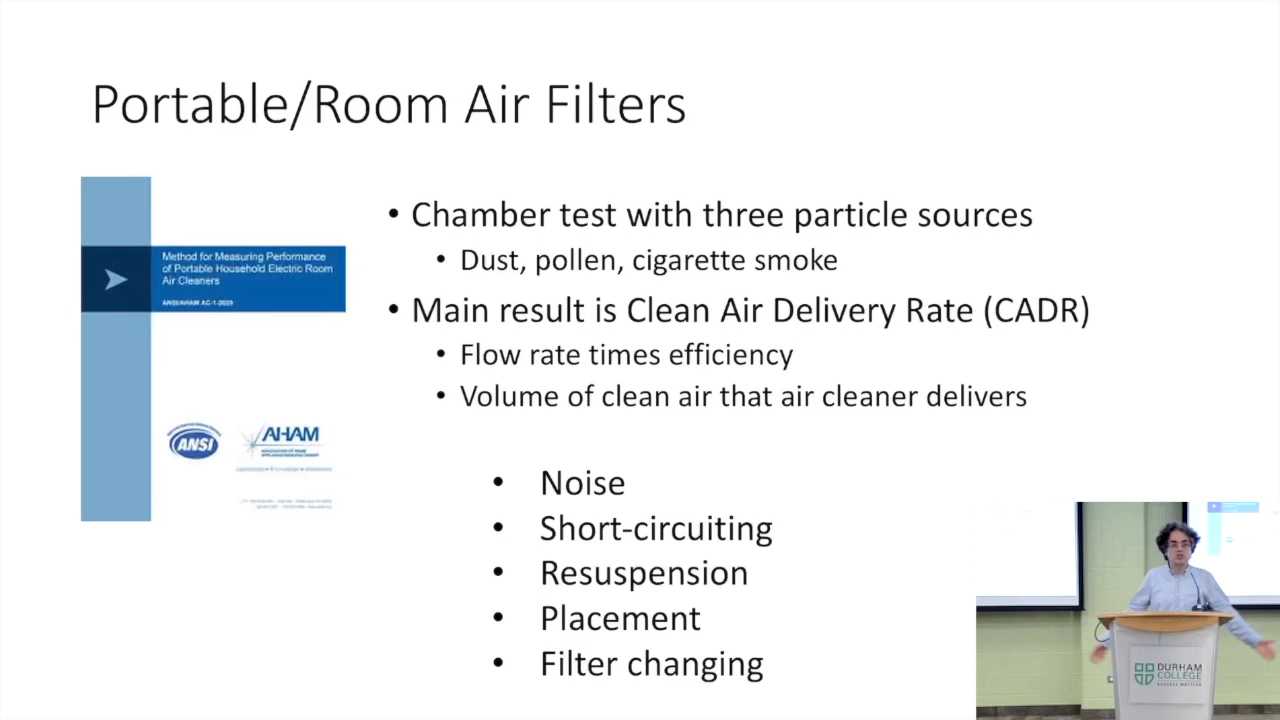 Portable/Room Air Filters
Method for Measuring Performance
of Portable Household Electric Room
Air Cleaners
ANSI/AHAM AC-1-2020
ANSI
AHAM
• Chamber test with three particle sources
• Dust, pollen, cigarette smoke
• Main result is Clean Air Delivery Rate (CADR)
• Flow rate times efficiency
• Volume of clean air that air cleaner delivers
• Noise
• Short-circuiting
• Resuspension
• Placement
• Filter changing
DURHAM
COLLEGE
SUCCESS MATTERS